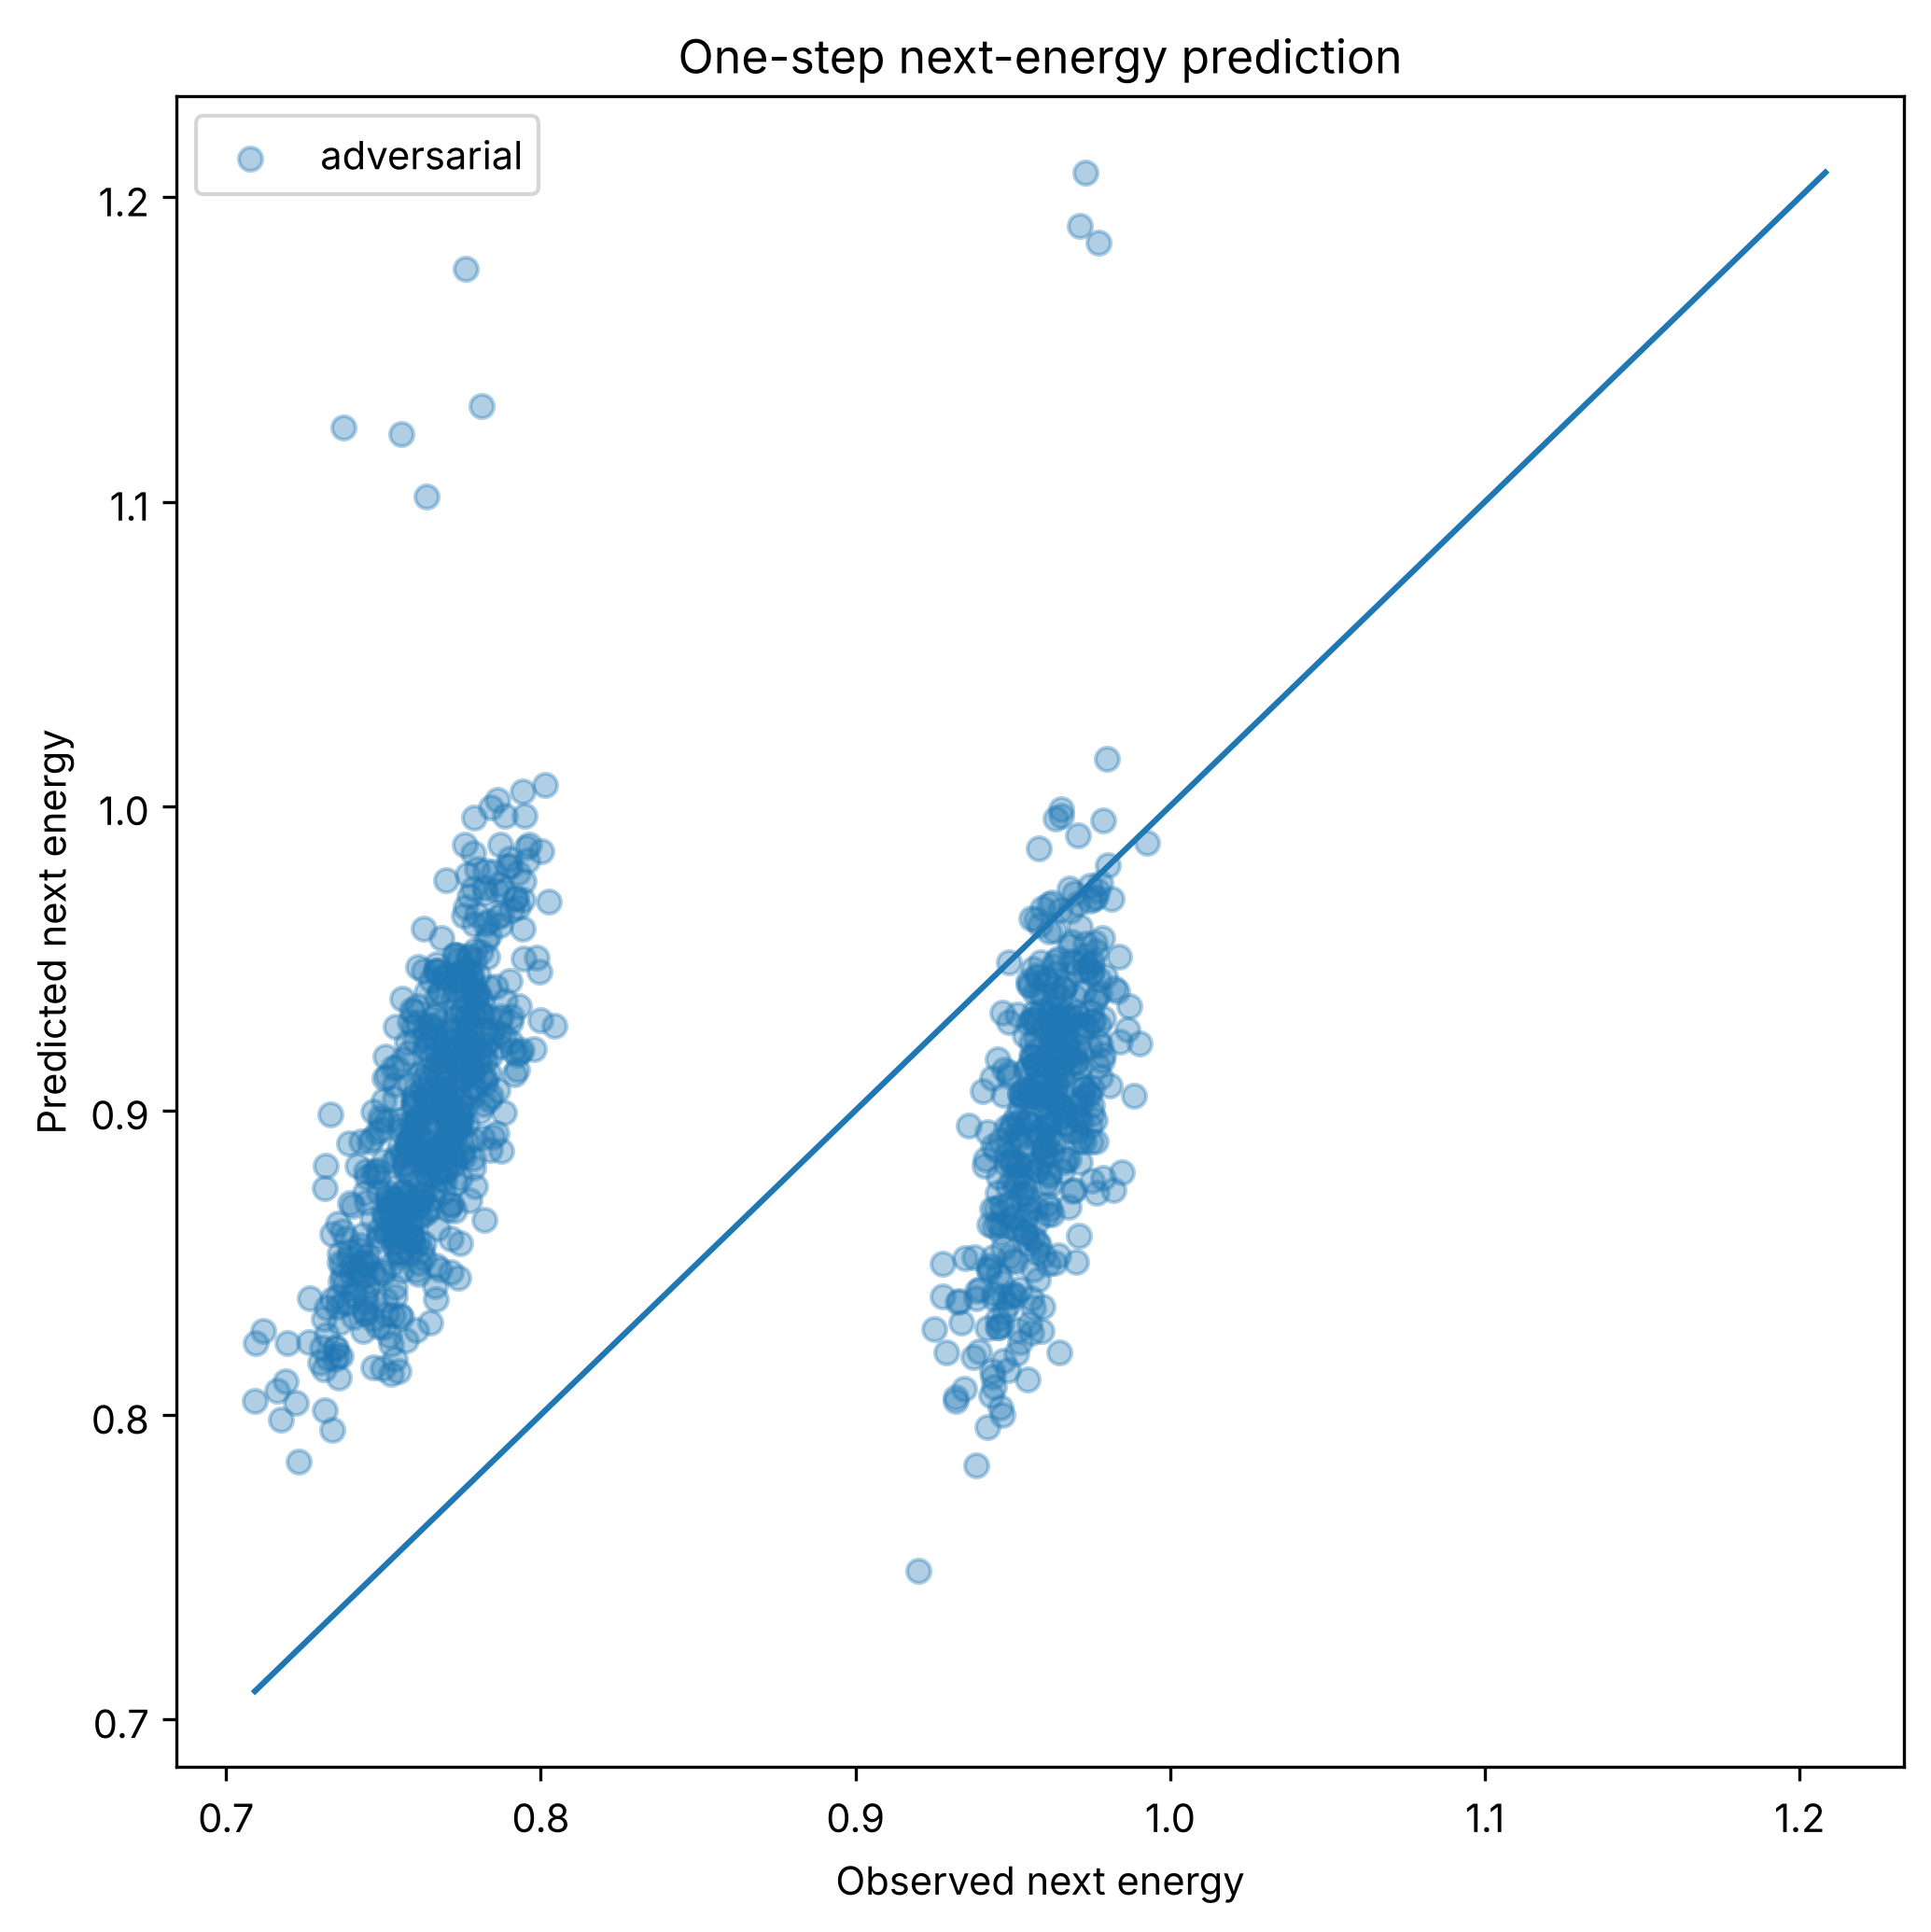 One-step next-energy prediction
adversarial
1.2
1.1
1.0
0.9
0.8
0.7
Predicted next energy
0.7 0.8 0.9 1.0 1.1 1.2
Observed next energy